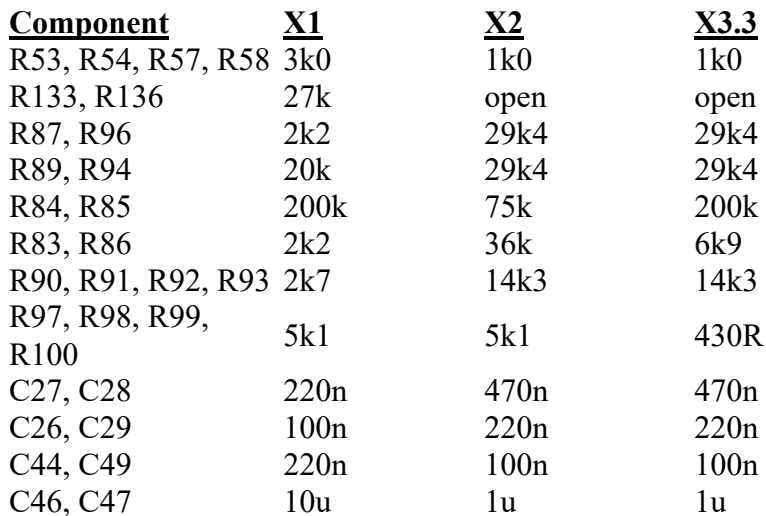 Component X1 X2 X3.3
R53, R54, R57, R58 3k0 1k0 1k0
R133, R136 27k open open
R87, R96 2k2 29k4 29k4
R89, R94 20k 29k4 29k4
R84, R85 200k 75k 200k
R83, R86 2k2 36k 6k9
R90, R91, R92, R93 2k7 14k3 14k3
R97, R98, R99,
R100 5k1 5k1 430R
C27, C28 220n 470n 470n
C26, C29 100n 220n 220n
C44, C49 220n 100n 100n
C46, C47 10u 1u 1u